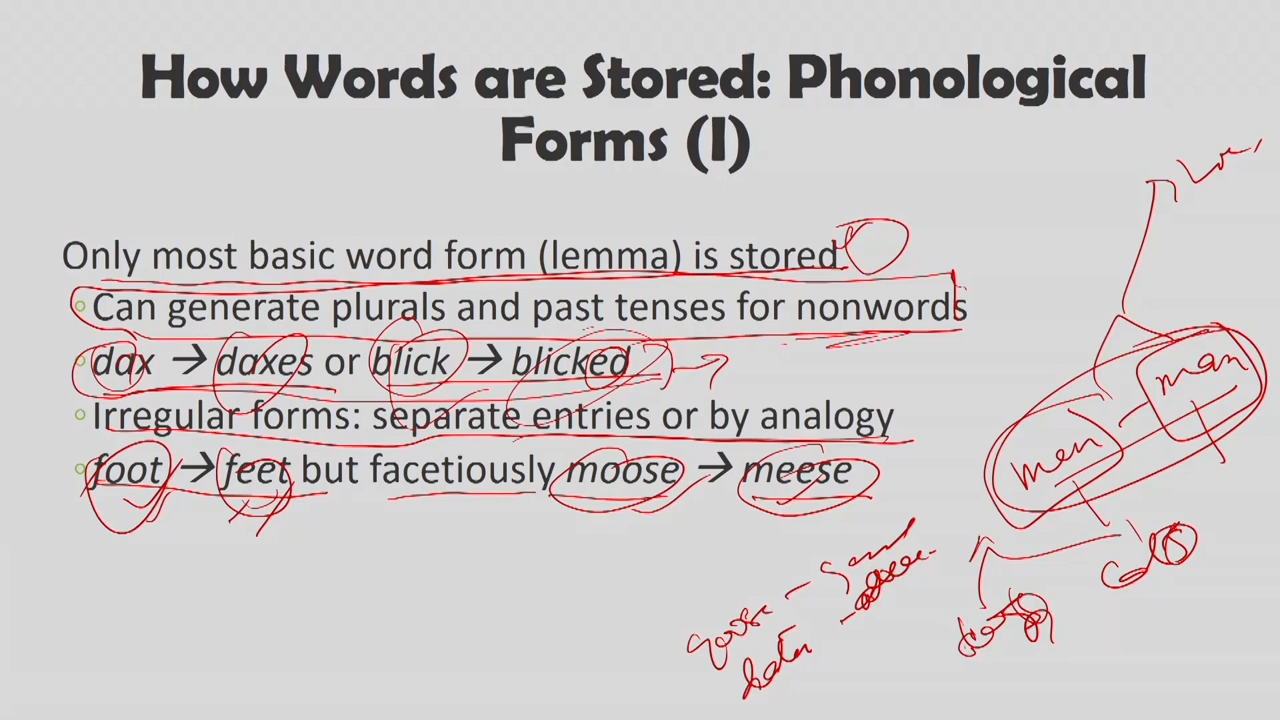 How Words are Stored: Phonological
Forms (I)
Only most basic word form (lemma) is stored
Can generate plurals and past tenses for nonwords
dax → daxes or blick → blicked
Irregular forms: separate entries or by analogy
foot → feet but facetiously moose → meese
men - man
goose -